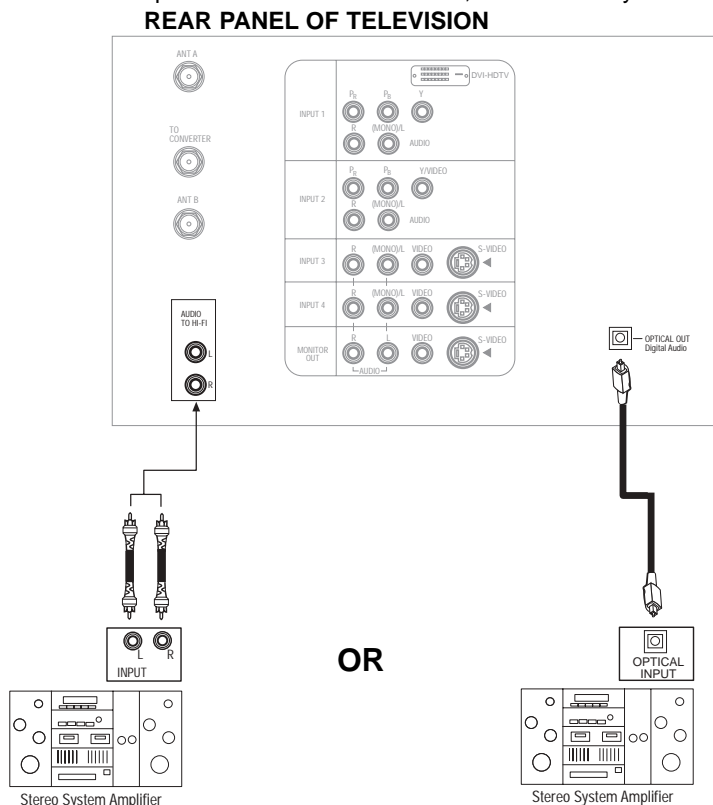 REAR PANEL OF TELEVISION
ANT A
TO
CONVERTER
ANT B
AUDIO
TO HI-FI
L
R
DVI-HDTV
INPUT 1
PR PB Y
R (MONO)/L AUDIO
INPUT 2
PR PB Y/VIDEO
R (MONO)/L AUDIO
INPUT 3
R (MONO)/L VIDEO S-VIDEO
INPUT 4
R (MONO)/L VIDEO S-VIDEO
MONITOR
OUT
R L VIDEO S-VIDEO
AUDIO
OPTICAL OUT
Digital Audio
L R
INPUT
OR
OPTICAL
INPUT
Stereo System Amplifier
Stereo System Amplifier